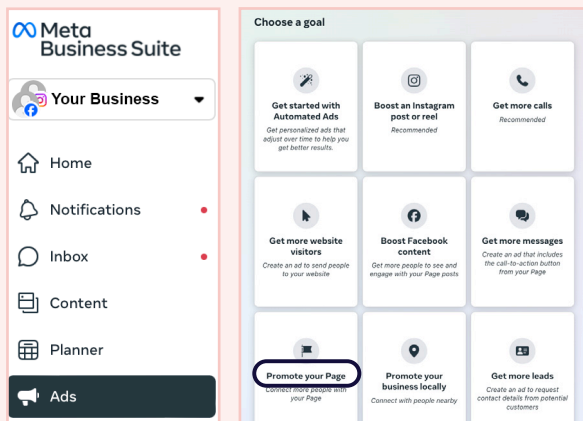 Meta
Business Suite
Your Business
Home
Notifications
Inbox
Content
Planner
Ads
Choose a goal
Get started with
Automated Ads
Get personalized ads that
adjust over time to help you
get better results.
Boost an Instagram
post or reel
Recommended
Get more calls
Recommended
Get more website
visitors
Create an ad to send people
to your website
Boost Facebook
content
Get more people to see and
engage with your Page posts
Get more messages
Create an ad that includes
the call-to-action button
from your Page
Promote your Page
Connect more people with
your Page
Promote your
business locally
Connect with people nearby
Get more leads
Create an ad to request
contact details from potential
customers